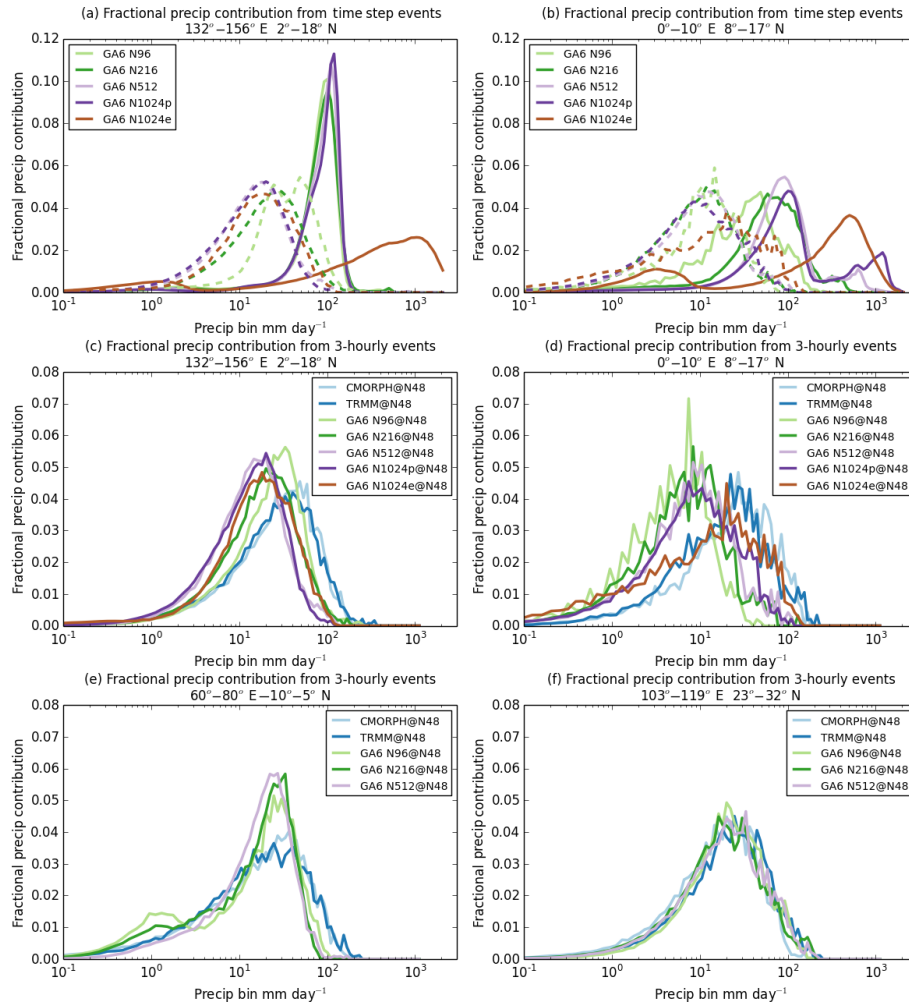 (a) Fractional precip contribution from time step events
132°−156° E 2°−18° N
0.12
0.10
0.08
0.06
0.04
0.02
0.00
Fractional precip contribution
GA6 N96
GA6 N216
GA6 N512
GA6 N1024p
GA6 N1024e
10⁻¹ 10⁰ 10¹ 10² 10³
Precip bin mm day⁻¹
(b) Fractional precip contribution from time step events
0°−10° E 8°−17° N
0.12
0.10
0.08
0.06
0.04
0.02
0.00
Fractional precip contribution
GA6 N96
GA6 N216
GA6 N512
GA6 N1024p
GA6 N1024e
10⁻¹ 10⁰ 10¹ 10² 10³
Precip bin mm day⁻¹
(c) Fractional precip contribution from 3-hourly events
132°−156° E 2°−18° N
0.08
0.07
0.06
0.05
0.04
0.03
0.02
0.01
0.00
Fractional precip contribution
CMORPH@N48
TRMM@N48
GA6 N96@N48
GA6 N216@N48
GA6 N512@N48
GA6 N1024p@N48
GA6 N1024e@N48
10⁻¹ 10⁰ 10¹ 10² 10³
Precip bin mm day⁻¹
(d) Fractional precip contribution from 3-hourly events
0°−10° E 8°−17° N
0.08
0.07
0.06
0.05
0.04
0.03
0.02
0.01
0.00
Fractional precip contribution
CMORPH@N48
TRMM@N48
GA6 N96@N48
GA6 N216@N48
GA6 N512@N48
GA6 N1024p@N48
GA6 N1024e@N48
10⁻¹ 10⁰ 10¹ 10² 10³
Precip bin mm day⁻¹
(e) Fractional precip contribution from 3-hourly events
60°−80° E −10°−5° N
0.08
0.07
0.06
0.05
0.04
0.03
0.02
0.01
0.00
Fractional precip contribution
CMORPH@N48
TRMM@N48
GA6 N96@N48
GA6 N216@N48
GA6 N512@N48
10⁻¹ 10⁰ 10¹ 10² 10³
Precip bin mm day⁻¹
(f) Fractional precip contribution from 3-hourly events
103°−119° E 23°−32° N
0.08
0.07
0.06
0.05
0.04
0.03
0.02
0.01
0.00
Fractional precip contribution
CMORPH@N48
TRMM@N48
GA6 N96@N48
GA6 N216@N48
GA6 N512@N48
10⁻¹ 10⁰ 10¹ 10² 10³
Precip bin mm day⁻¹